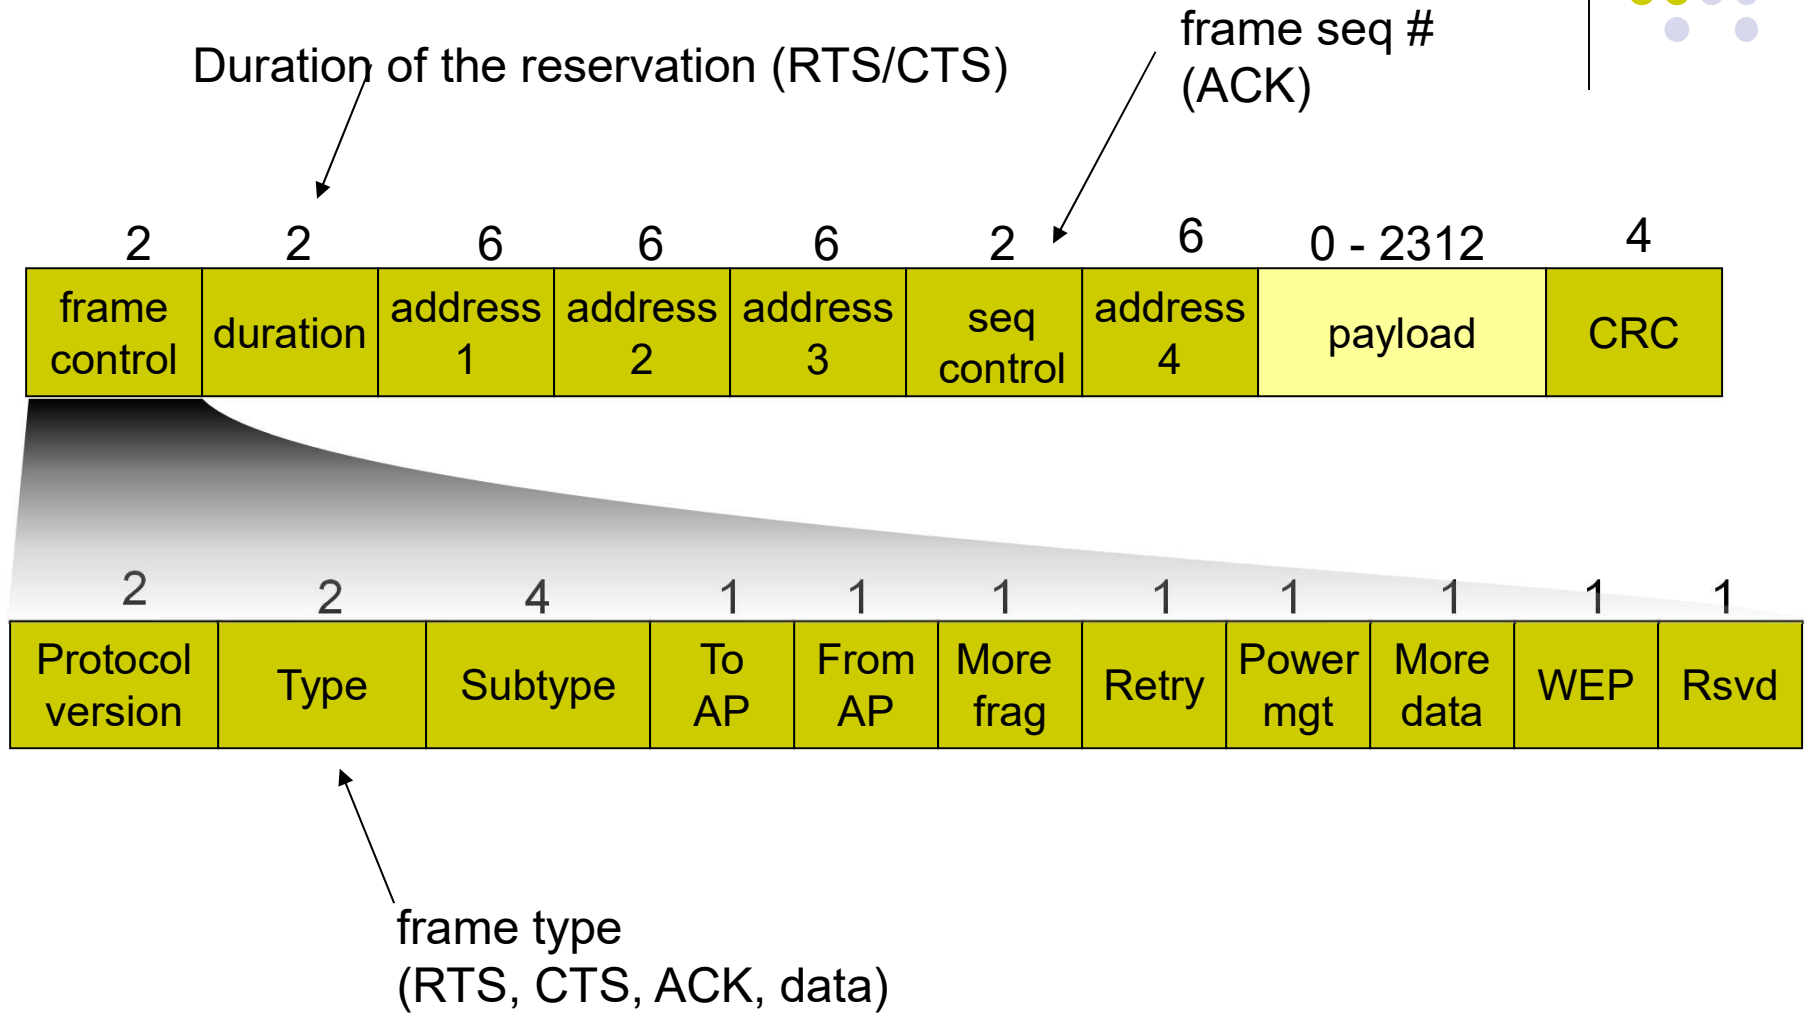 frame seq #
(ACK)
Duration of the reservation (RTS/CTS)
2 2 6 6 6 2 6 0 - 2312 4
frame
control
duration
address
1
address
2
address
3
seq
control
address
4
payload
CRC
2 2 4 1 1 1 1 1 1 1 1
Protocol
version
Type
Subtype
To
AP
From
AP
More
frag
Retry
Power
mgt
More
data
WEP
Rsvd
frame type
(RTS, CTS, ACK, data)